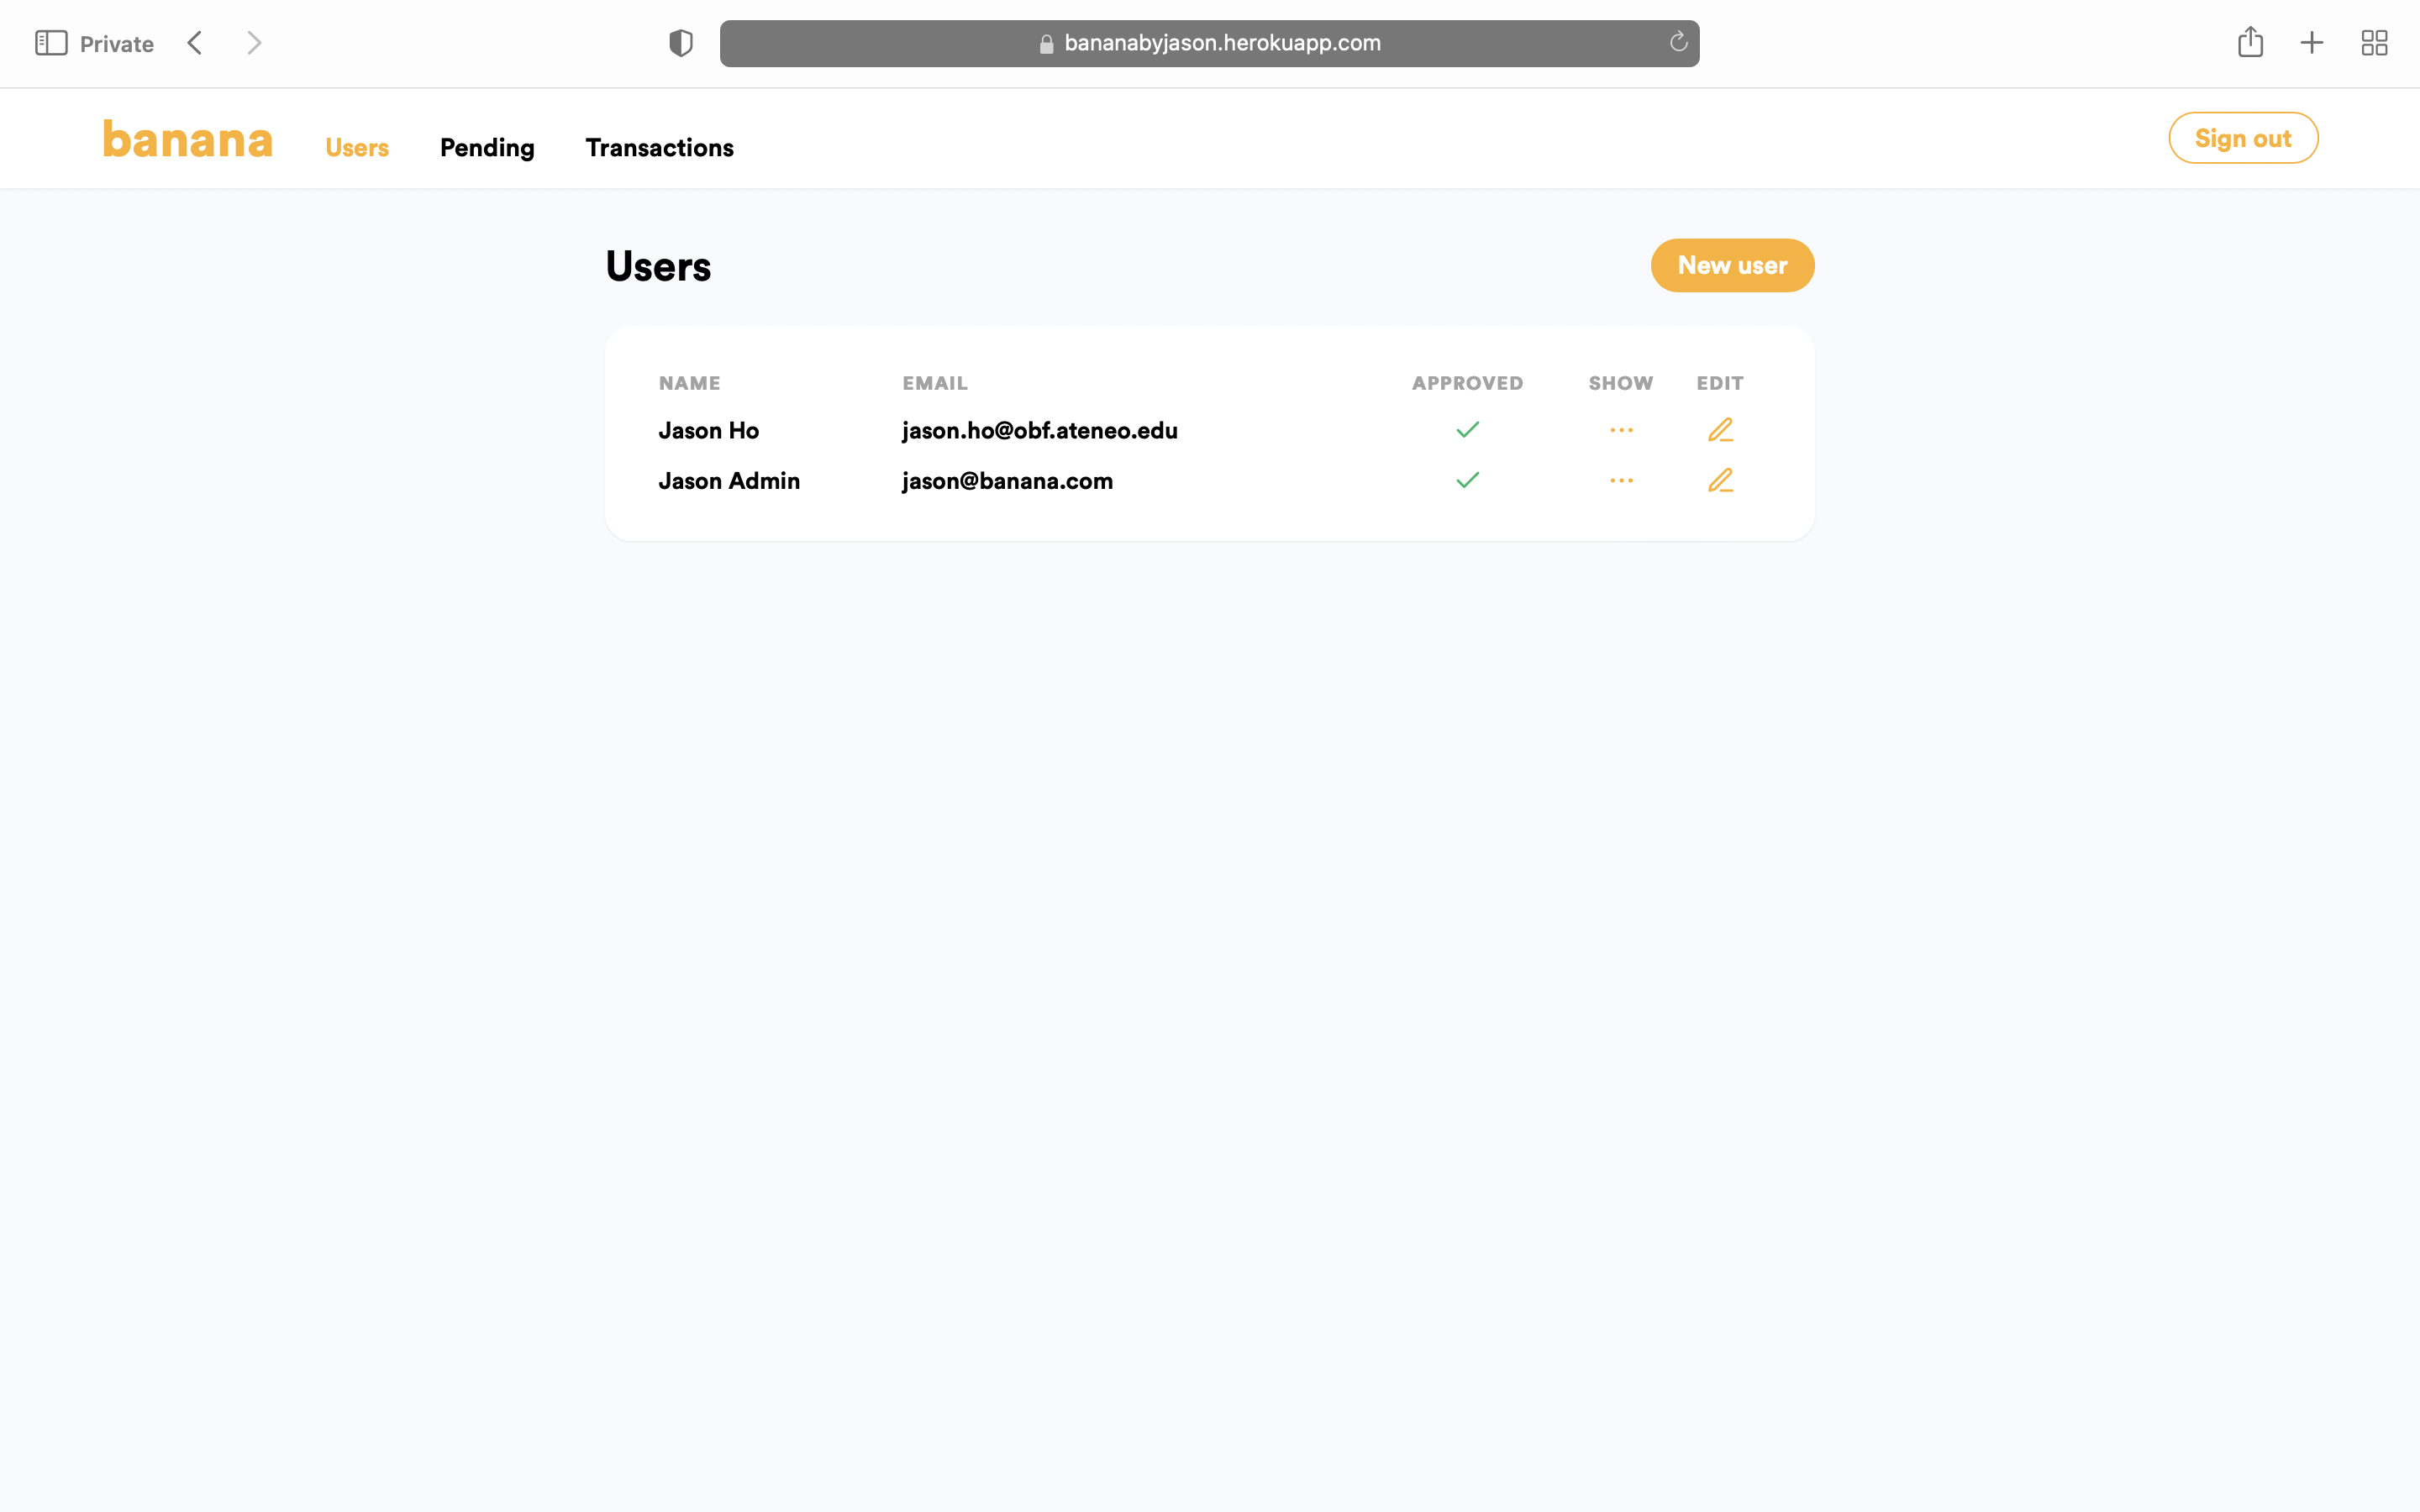 Private
bananabyjason.herokuapp.com
banana Users Pending Transactions Sign out
Users New user
NAME EMAIL APPROVED SHOW EDIT
Jason Ho jason.ho@obf.ateneo.edu
Jason Admin jason@banana.com